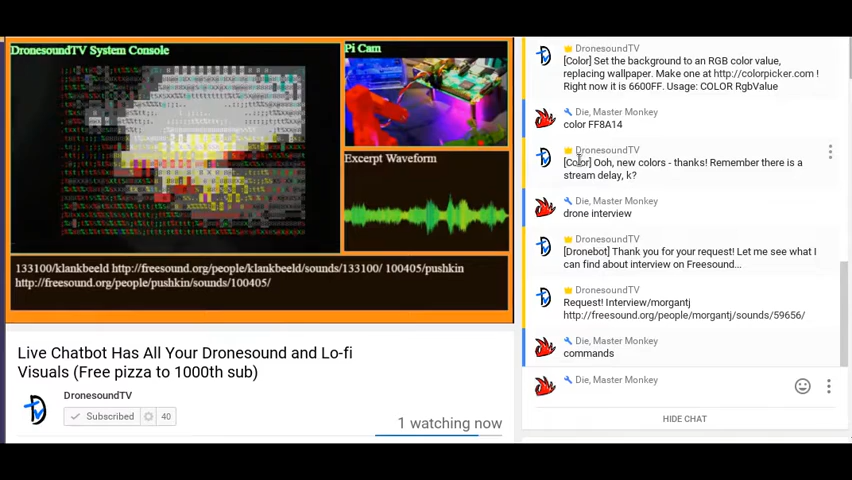 DronesoundTV System Console
Pi Cam
Excerpt Waveform
133100/klankbeeld http://freesound.org/people/klankbeeld/sounds/133100/ 100405/pushkin
http://freesound.org/people/pushkin/sounds/100405/
Live Chatbot Has All Your Dronesound and Lo-fi
Visuals (Free pizza to 1000th sub)
DronesoundTV
Subscribed 40
1 watching now
DronesoundTV
[Color] Set the background to an RGB color value,
replacing wallpaper. Make one at http://colorpicker.com !
Right now it is 6600FF. Usage: COLOR RgbValue
Die, Master Monkey
color FF8A14
DronesoundTV
[Color] Ooh, new colors - thanks! Remember there is a
stream delay, k?
Die, Master Monkey
drone interview
DronesoundTV
[Dronebot] Thank you for your request! Let me see what I
can find about interview on Freesound...
DronesoundTV
Request! Interview/morgantj
http://freesound.org/people/morgantj/sounds/59656/
Die, Master Monkey
commands
Die, Master Monkey
HIDE CHAT